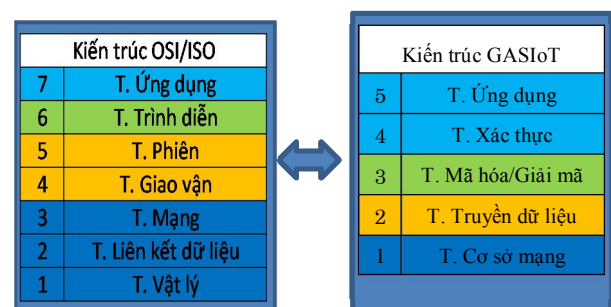 Kiến trúc OSI/ISO
7 T. Ứng dụng
6 T. Trình diễn
5 T. Phiên
4 T. Giao vận
3 T. Mạng
2 T. Liên kết dữ liệu
1 T. Vật lý
Kiến trúc GASIoT
5 T. Ứng dụng
4 T. Xác thực
3 T. Mã hóa/Giải mã
2 T. Truyền dữ liệu
1 T. Cơ sở mạng